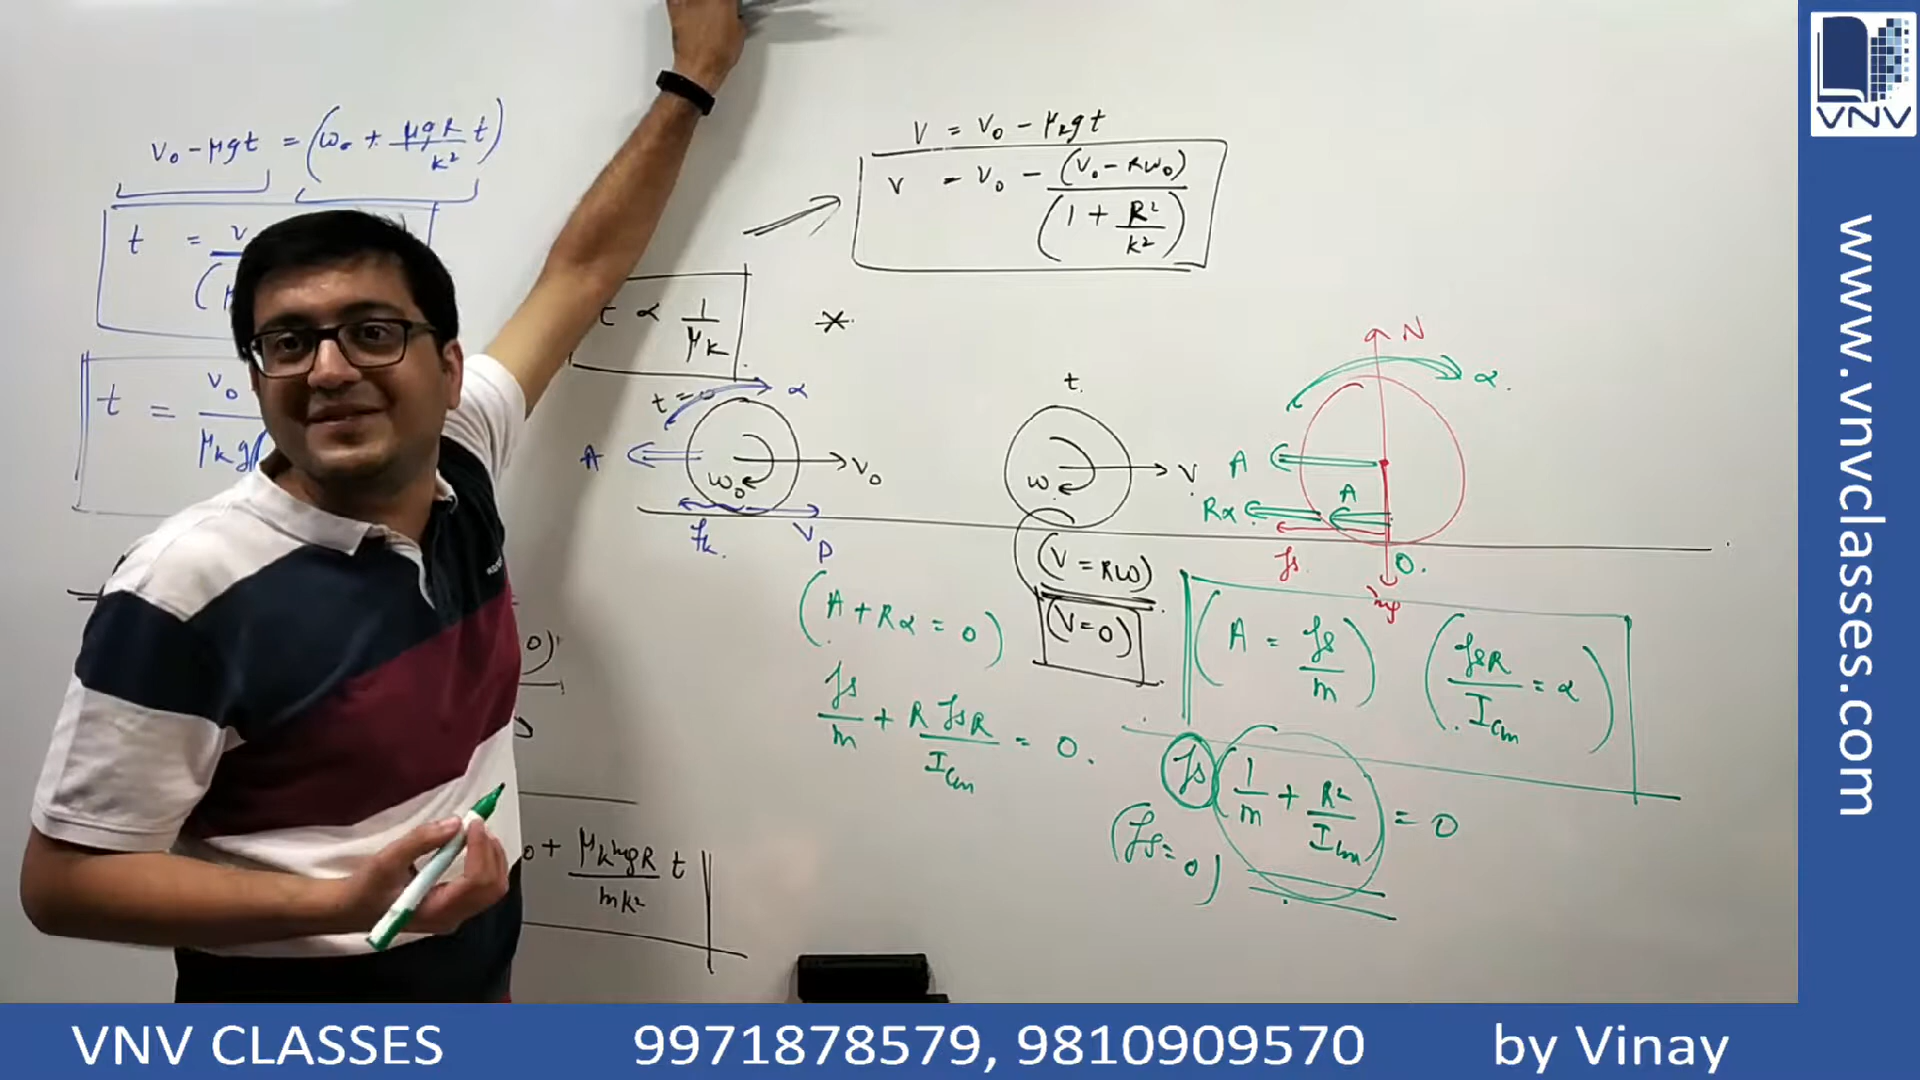 v₀ - μgt = (ω₀ + μgR/k² t)
t = v
t = v₀
μₖg
V = V₀ - μₖgt
v = v₀ - (v₀ - Rω₀)/(1 + R²/k²)
t ∝ 1/μₖ
*
t = 0
α
A
ω₀
v₀
fₖ
v_p
t
ω
v
(V = Rω)
(V = 0)
N
α
A
A
Rα
fs
O
mg
(A + Rα = 0)
fs/m + R fsR/Icm = 0.
(A = fs/m) (fsR/Icm = α)
fs (1/m + R²/Icm) = 0
(fs = 0)
0 + μₖmgR/mk² t
VNV
www.vnvclasses.com
VNV CLASSES 9971878579, 9810909570 by Vinay